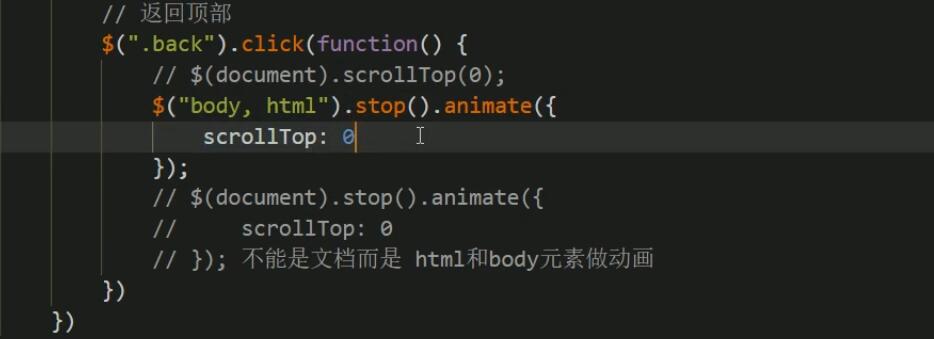 // 返回顶部
$(".back").click(function() {
// $(document).scrollTop(0);
$("body, html").stop().animate({
scrollTop: 0
});
// $(document).stop().animate({
//     scrollTop: 0
// }); 不能是文档而是 html和body元素做动画
})
})